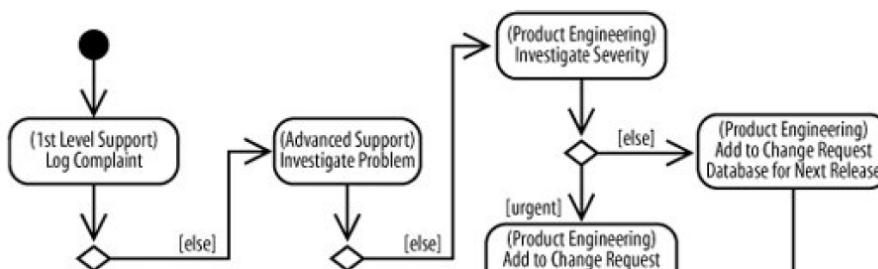 (Product Engineering)
Investigate Severity
(1st Level Support)
Log Complaint
(Advanced Support)
Investigate Problem
[else]
(Product Engineering)
Add to Change Request
Database for Next Release
[urgent]
[else]
[else]
(Product Engineering)
Add to Change Request